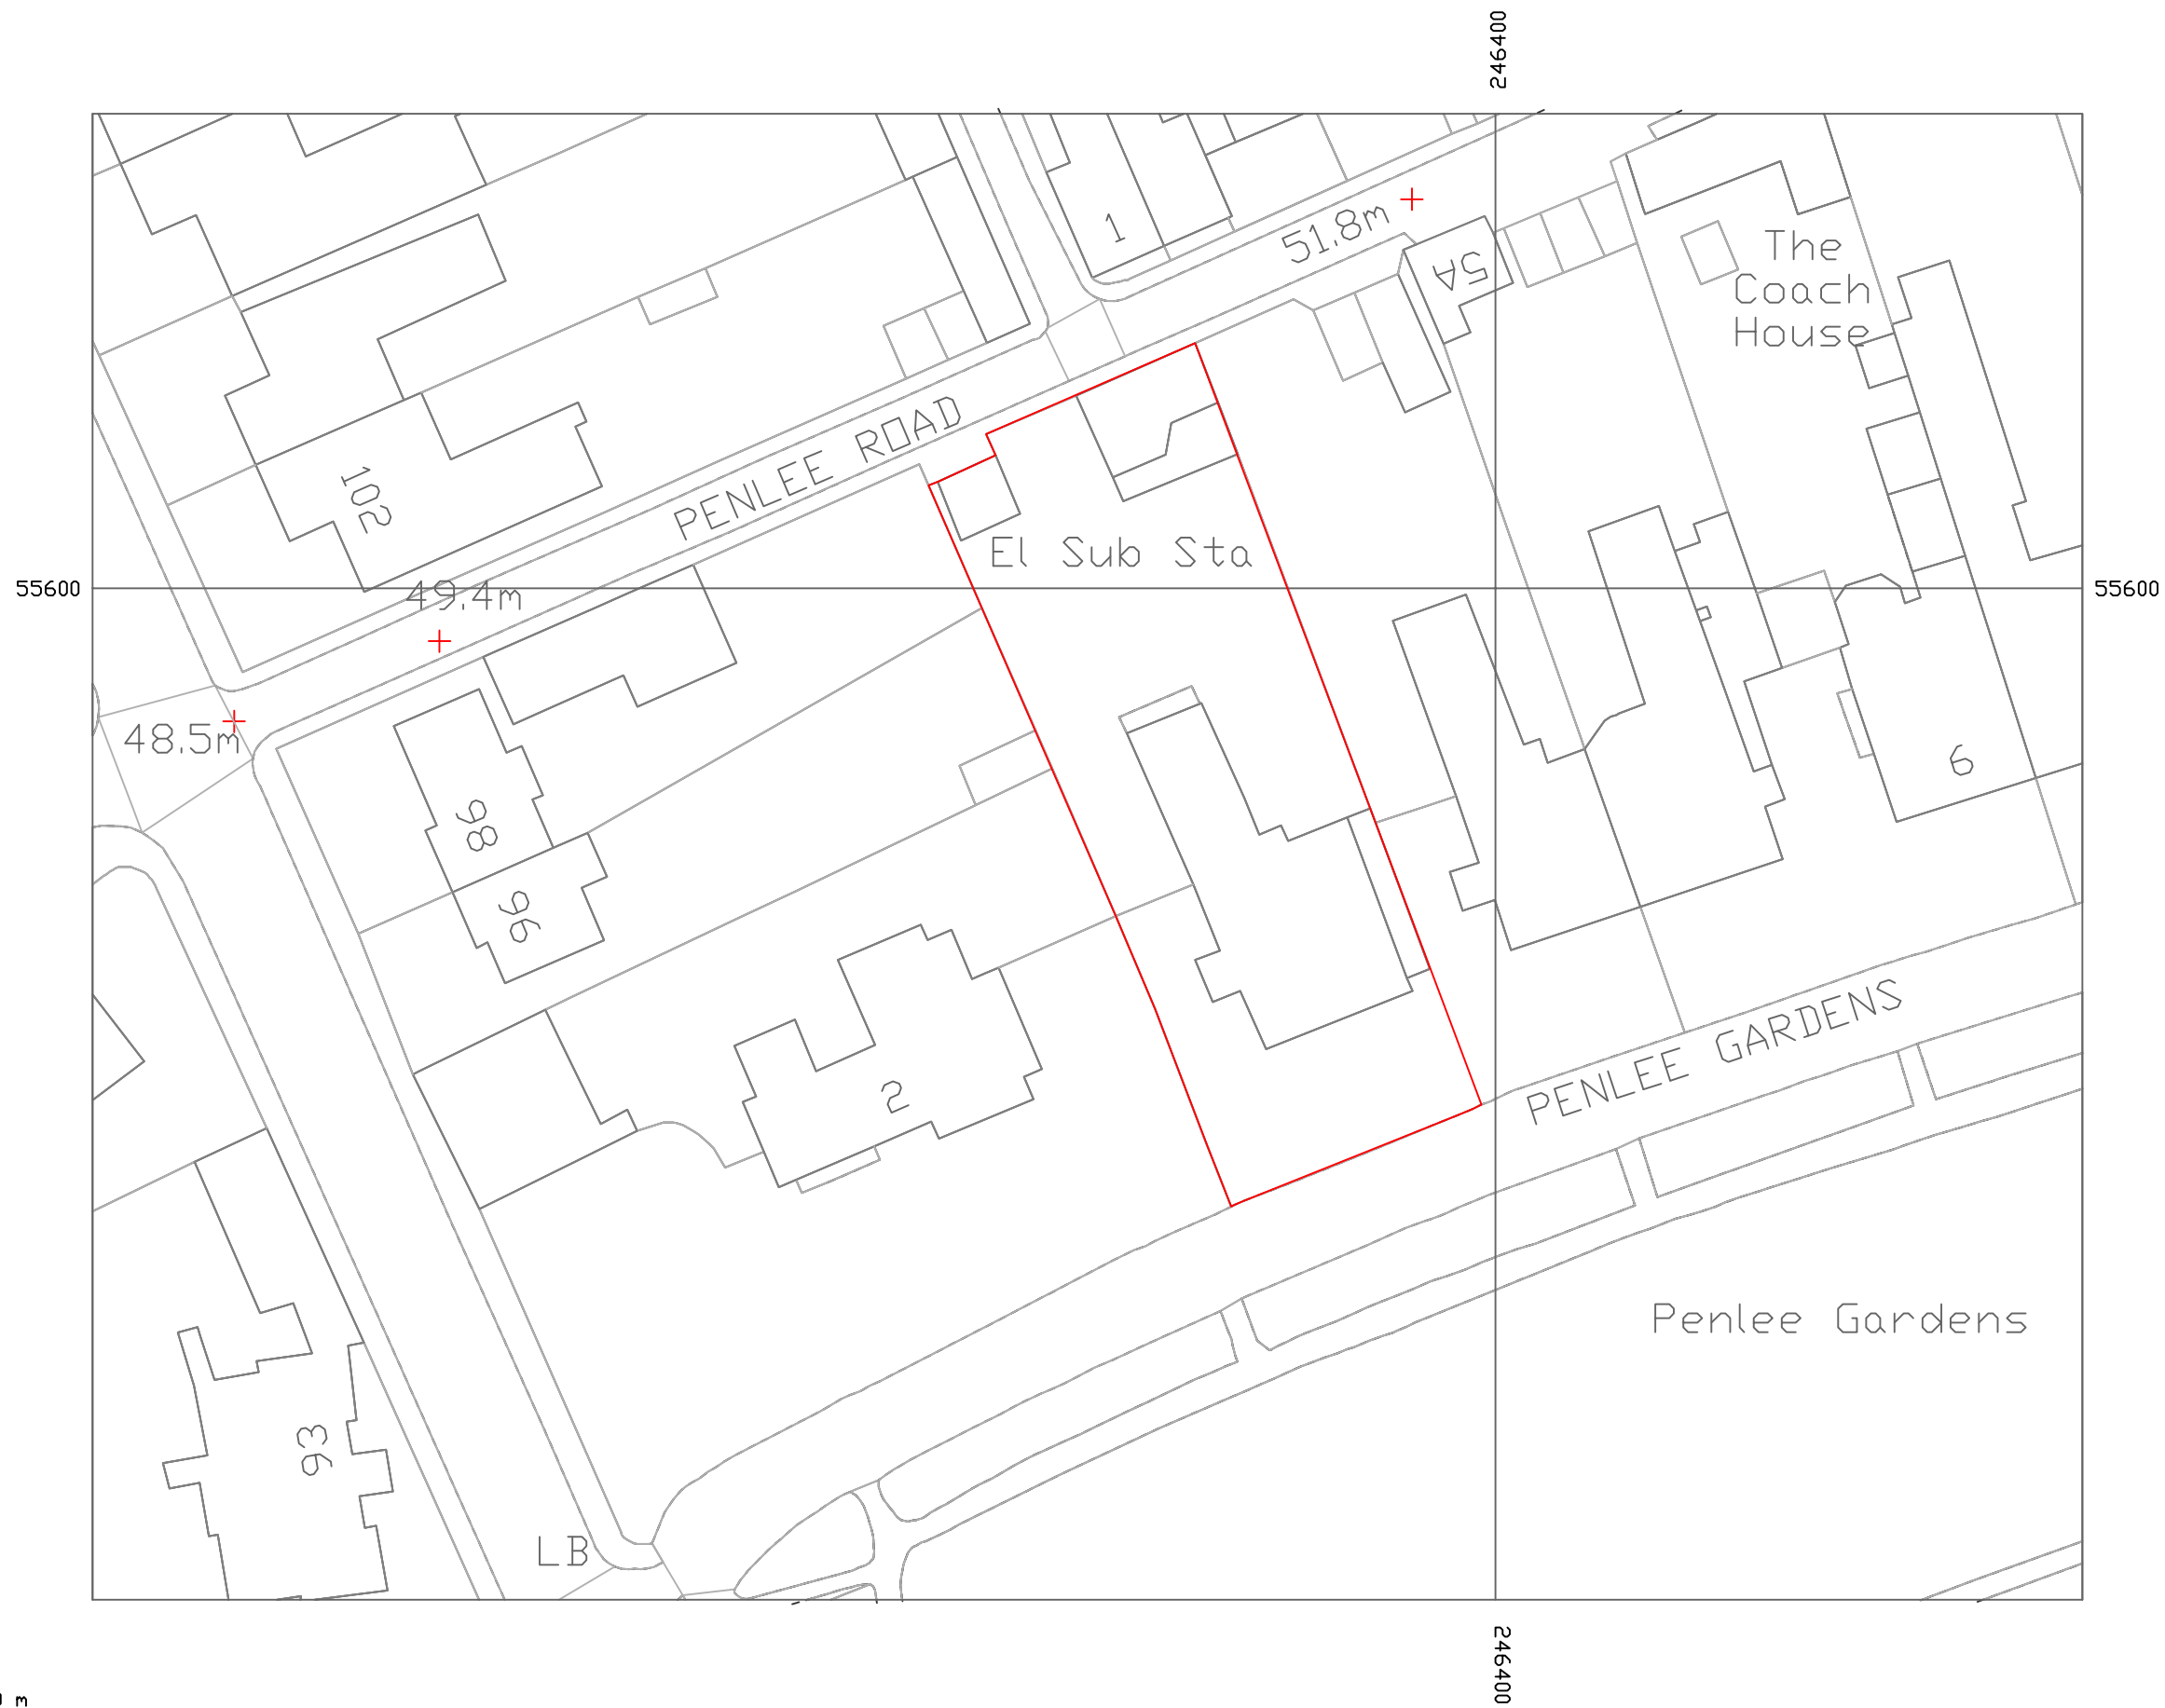 246400
1
51.8m
5A
The
Coach
House
102
PENLEE ROAD
El Sub Sta
55600
49.4m
55600
48.5m
98
6
96
2
PENLEE GARDENS
Penlee Gardens
93
LB
246400
m